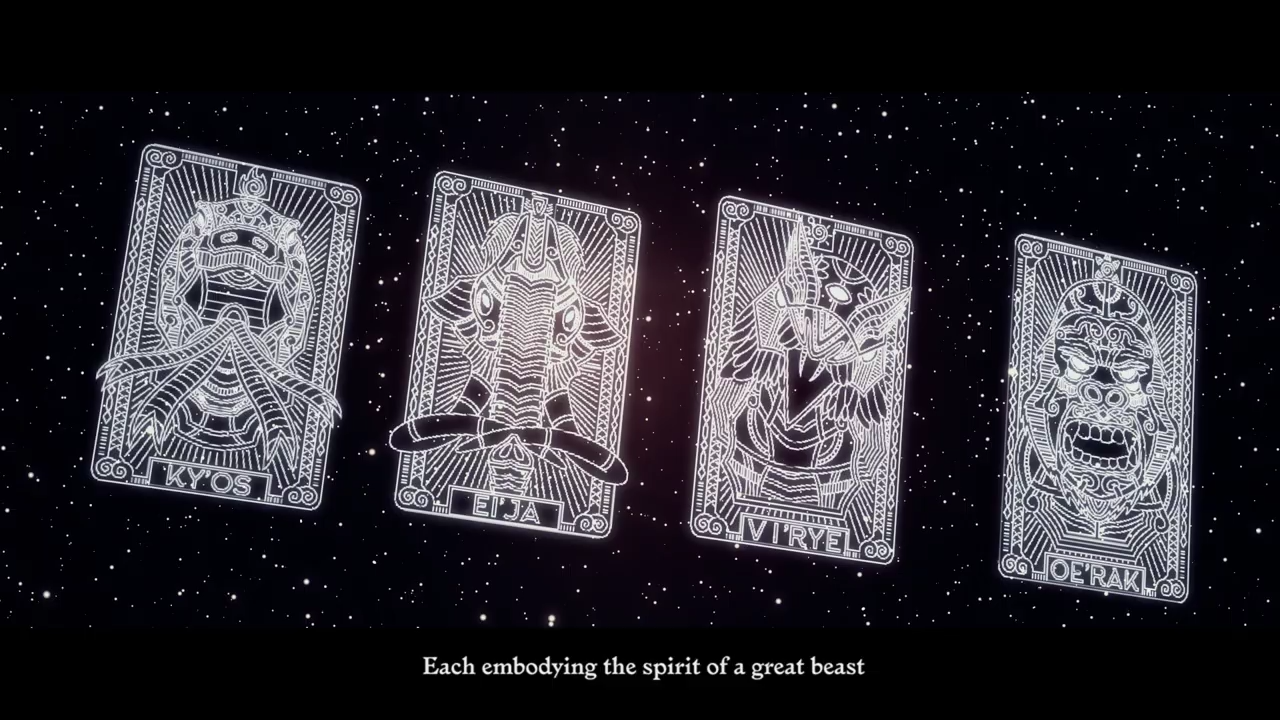 KY'OS
EI'JA
VI'RYE
OE'RAK
Each embodying the spirit of a great beast